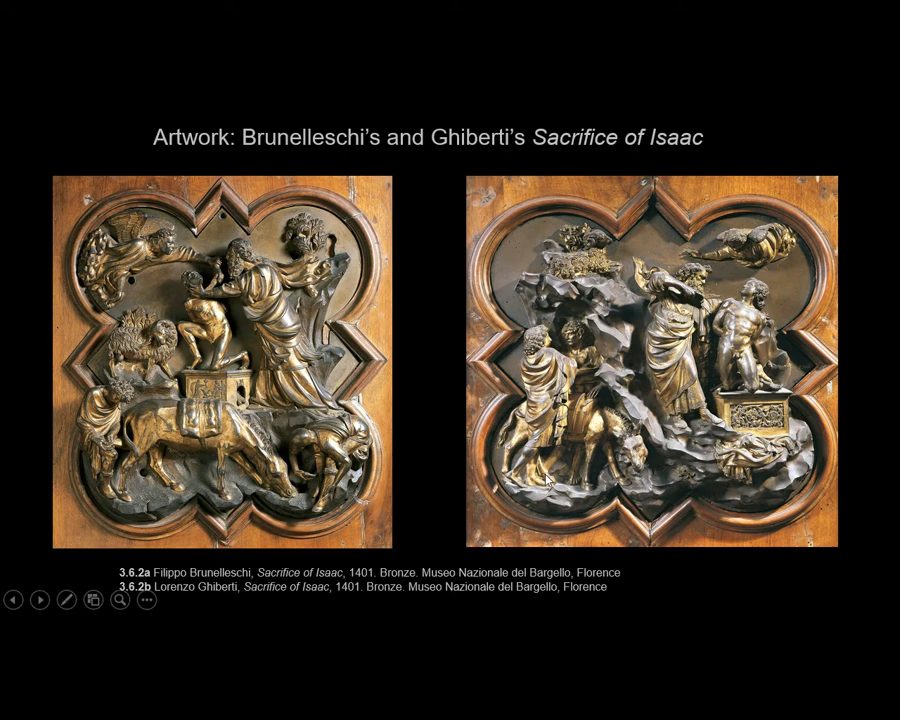 Artwork: Brunelleschi's and Ghiberti's Sacrifice of Isaac
3.6.2a Filippo Brunelleschi, Sacrifice of Isaac, 1401. Bronze. Museo Nazionale del Bargello, Florence
3.6.2b Lorenzo Ghiberti, Sacrifice of Isaac, 1401. Bronze. Museo Nazionale del Bargello, Florence